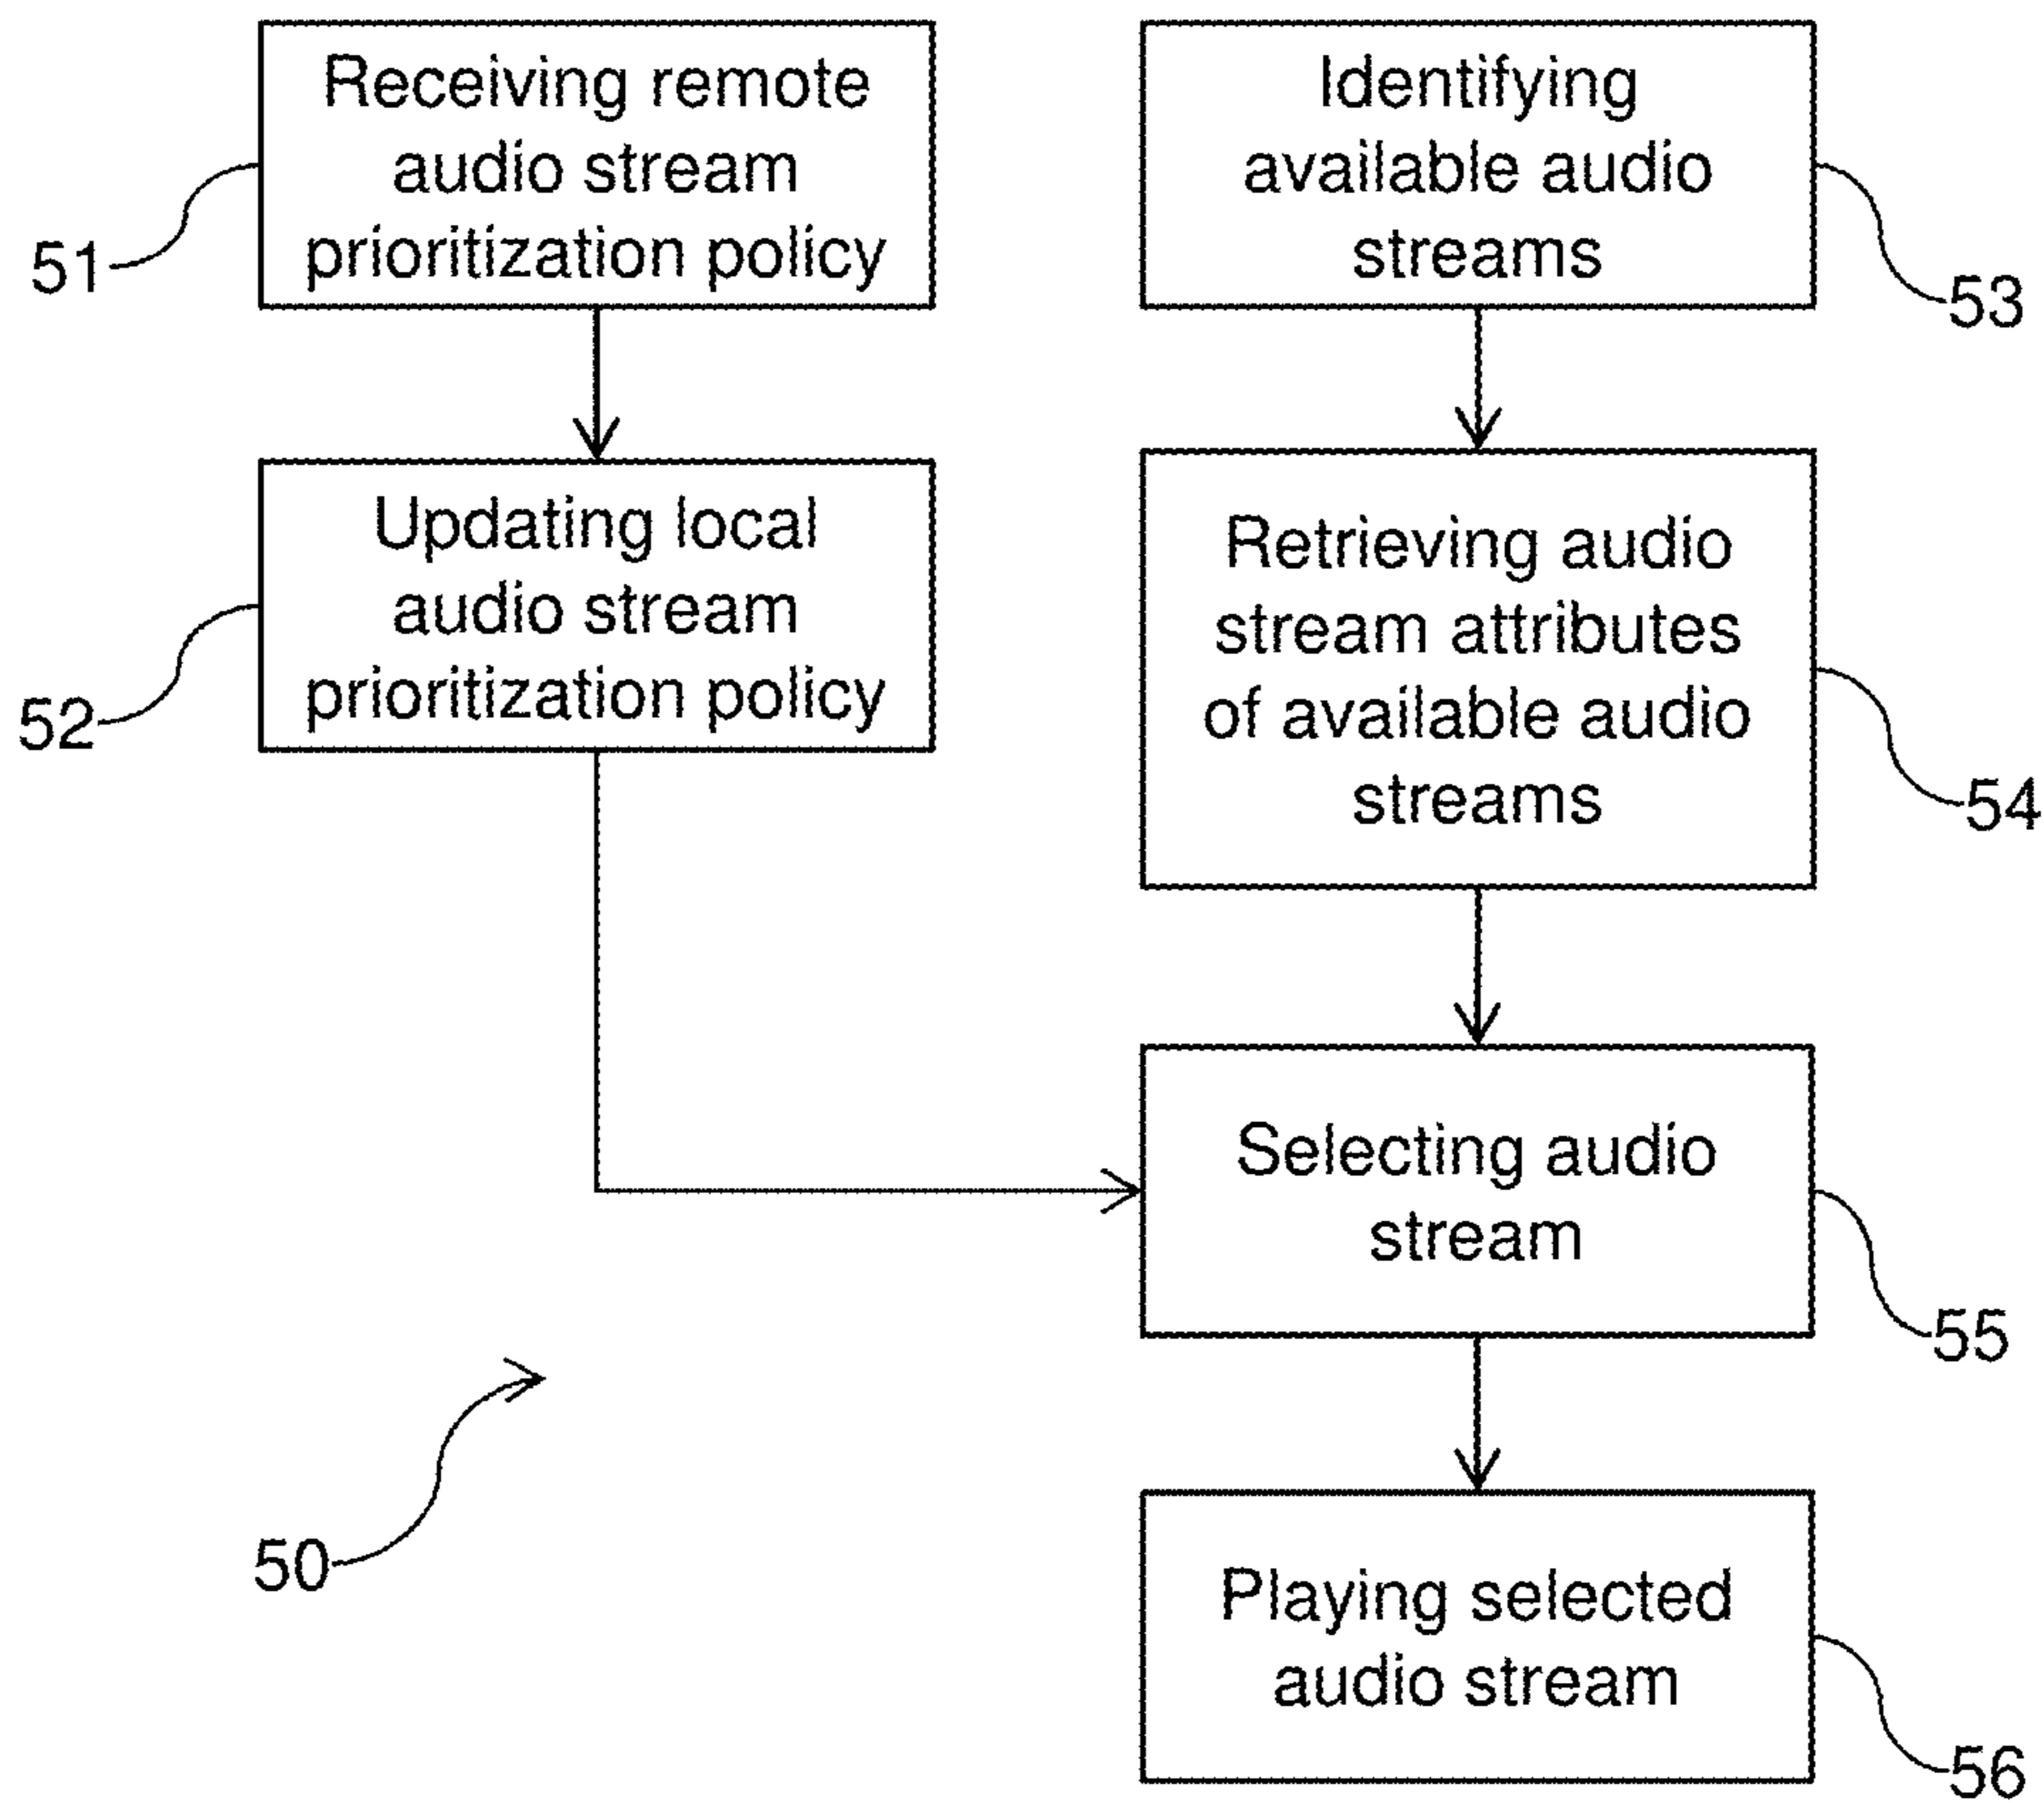 Receiving remote
audio stream
prioritization policy
51
Updating local
audio stream
prioritization policy
52
Identifying
available audio
streams
53
Retrieving audio
stream attributes
of available audio
streams
54
Selecting audio
stream
55
50
Playing selected
audio stream
56